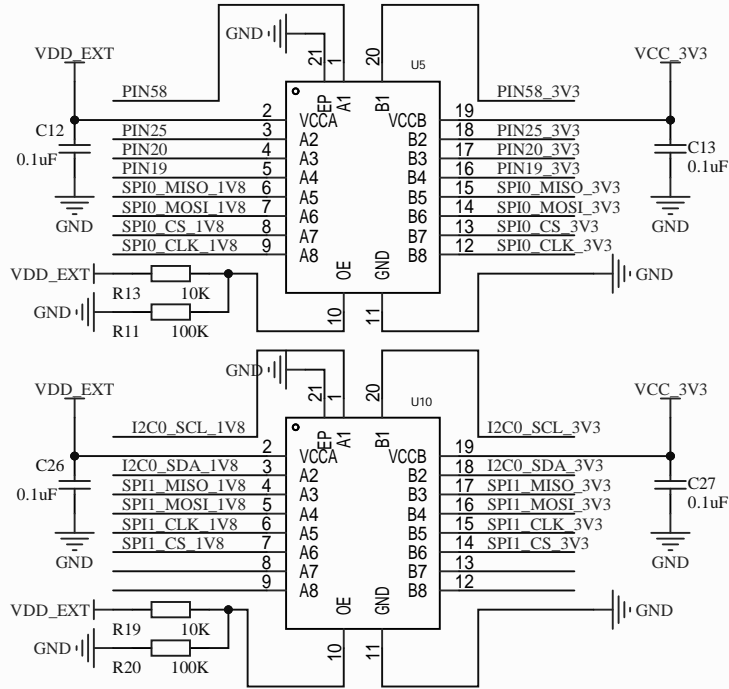 GND 21 1 20 U5
VDD_EXT VCC_3V3
PIN58 EP A1 B1 PIN58_3V3
2 VCCA VCCB 19
C12 PIN25 3 A2 B2 18 PIN25_3V3 C13
0.1uF PIN20 4 A3 B3 17 PIN20_3V3 0.1uF
PIN19 5 A4 B4 16 PIN19_3V3
SPI0_MISO_1V8 6 A5 B5 15 SPI0_MISO_3V3
GND SPI0_MOSI_1V8 7 A6 B6 14 SPI0_MOSI_3V3 GND
SPI0_CS_1V8 8 A7 B7 13 SPI0_CS_3V3
SPI0_CLK_1V8 9 A8 B8 12 SPI0_CLK_3V3
VDD_EXT OE GND GND
R13 10K
GND 10 11
R11 100K
GND 21 1 20 U10
VDD_EXT VCC_3V3
I2C0_SCL_1V8 EP A1 B1 I2C0_SCL_3V3
2 VCCA VCCB 19
C26 I2C0_SDA_1V8 3 A2 B2 18 I2C0_SDA_3V3 C27
0.1uF SPI1_MISO_1V8 4 A3 B3 17 SPI1_MISO_3V3 0.1uF
SPI1_MOSI_1V8 5 A4 B4 16 SPI1_MOSI_3V3
SPI1_CLK_1V8 6 A5 B5 15 SPI1_CLK_3V3
GND SPI1_CS_1V8 7 A6 B6 14 SPI1_CS_3V3 GND
8 A7 B7 13
9 A8 B8 12
VDD_EXT OE GND GND
R19 10K
GND 10 11
R20 100K